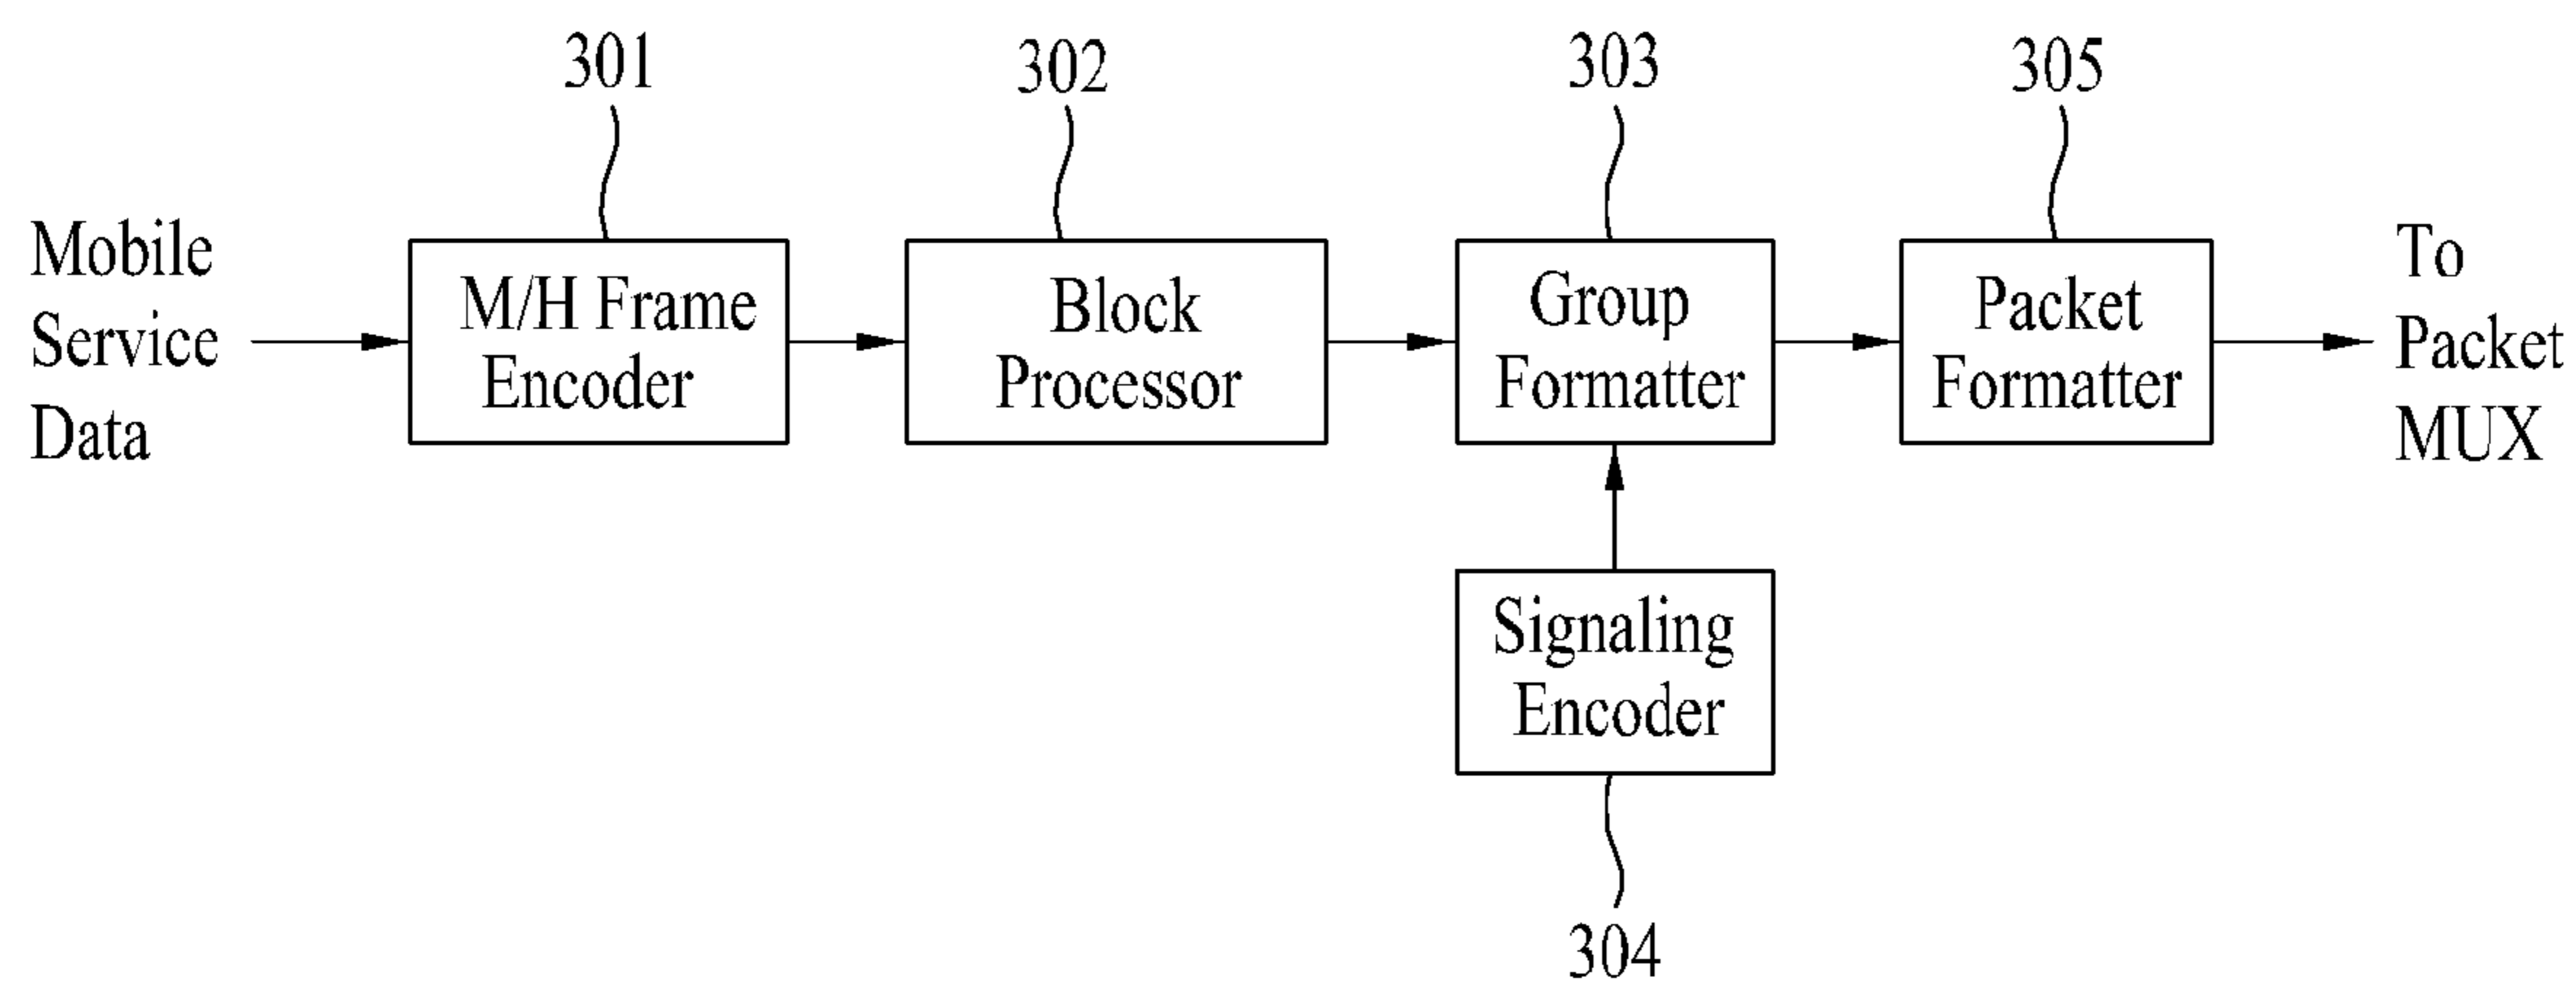 301
302
303
305
Mobile
Service
Data
M/H Frame
Encoder
Block
Processor
Group
Formatter
Packet
Formatter
To
Packet
MUX
Signaling
Encoder
304